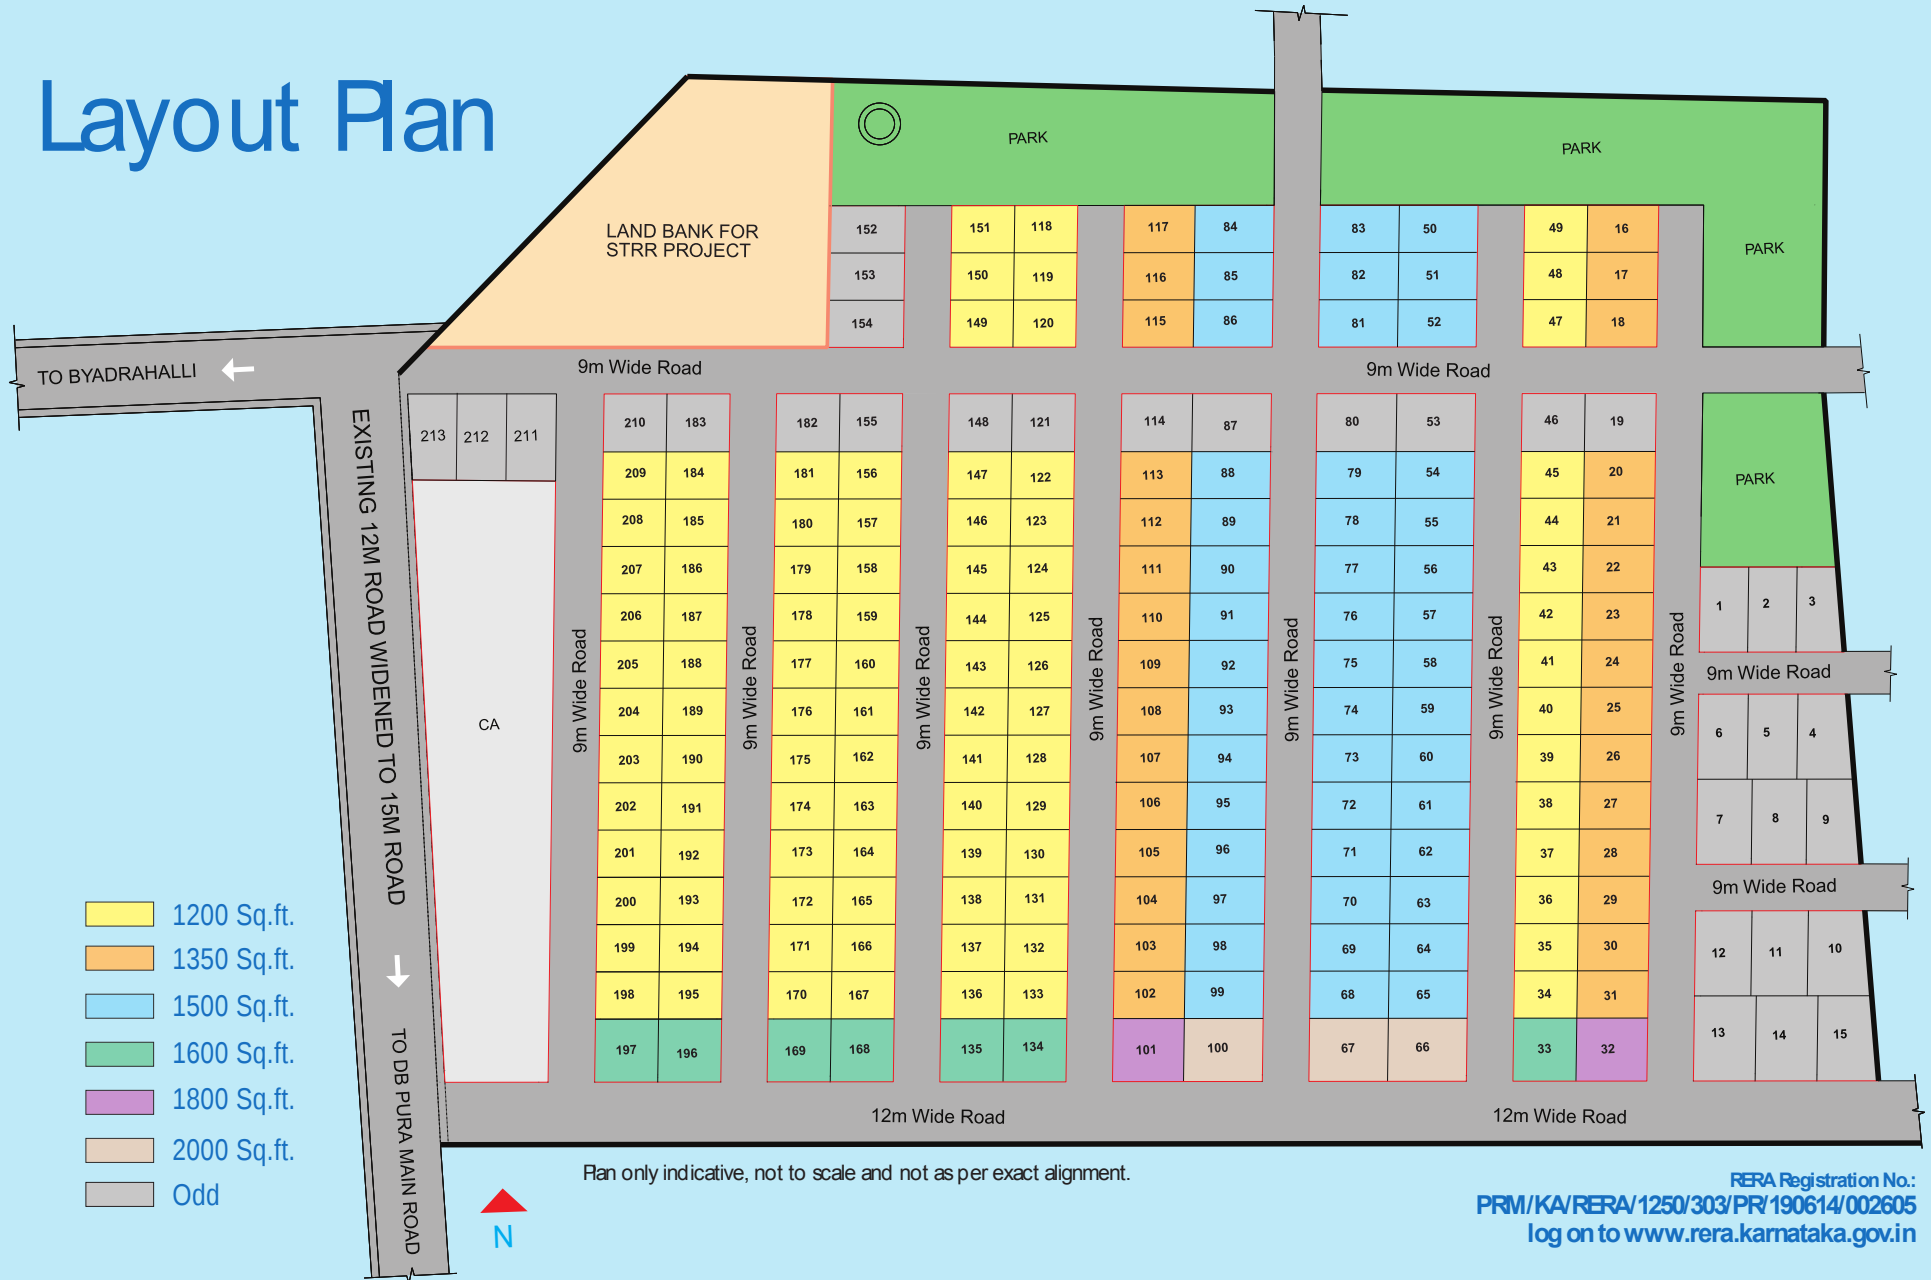 Layout Plan
PARK
PARK
LAND BANK FOR
STRR PROJECT
152 151 118 117 84 83 50 49 16
PARK
153 150 119 116 85 82 51 48 17
154 149 120 115 86 81 52 47 18
TO BYADRAHALLI
9m Wide Road
9m Wide Road
213 212 211 210 183 182 155 148 121 114 87 80 53 46 19
209 184 181 156 147 122 113 88 79 54 45 20
PARK
208 185 180 157 146 123 112 89 78 55 44 21
207 186 179 158 145 124 111 90 77 56 43 22
206 187 178 159 144 125 110 91 76 57 42 23 1 2 3
205 188 177 160 143 126 109 92 75 58 41 24
9m Wide Road
204 189 176 161 142 127 108 93 74 59 40 25
CA
6 5 4
203 190 175 162 141 128 107 94 73 60 39 26
202 191 174 163 140 129 106 95 72 61 38 27 7 8 9
201 192 173 164 139 130 105 96 71 62 37 28
9m Wide Road
200 193 172 165 138 131 104 97 70 63 36 29
199 194 171 166 137 132 103 98 69 64 35 30 12 11 10
198 195 170 167 136 133 102 99 68 65 34 31
197 196 169 168 135 134 101 100 67 66 33 32 13 14 15
EXISTING 12M ROAD WIDENED TO 15M ROAD
TO DB PURA MAIN ROAD
9m Wide Road
9m Wide Road
9m Wide Road
9m Wide Road
9m Wide Road
9m Wide Road
9m Wide Road
12m Wide Road
12m Wide Road
1200 Sq.ft.
1350 Sq.ft.
1500 Sq.ft.
1600 Sq.ft.
1800 Sq.ft.
2000 Sq.ft.
Odd
N
Plan only indicative, not to scale and not as per exact alignment.
RERA Registration No.:
PRM/KA/RERA/1250/303/PR/190614/002605
log on to www.rera.karnataka.gov.in